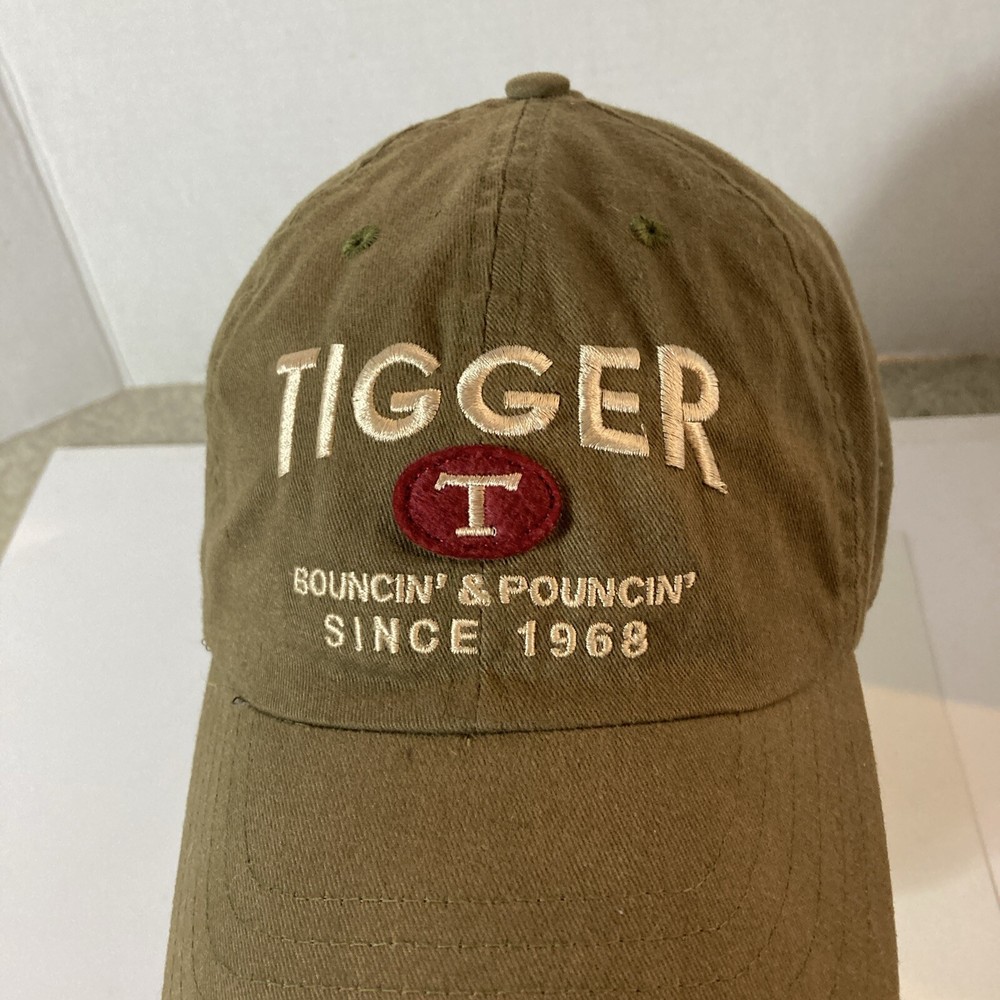 TIGGER
T
BOUNCIN' & POUNCIN'
SINCE 1968